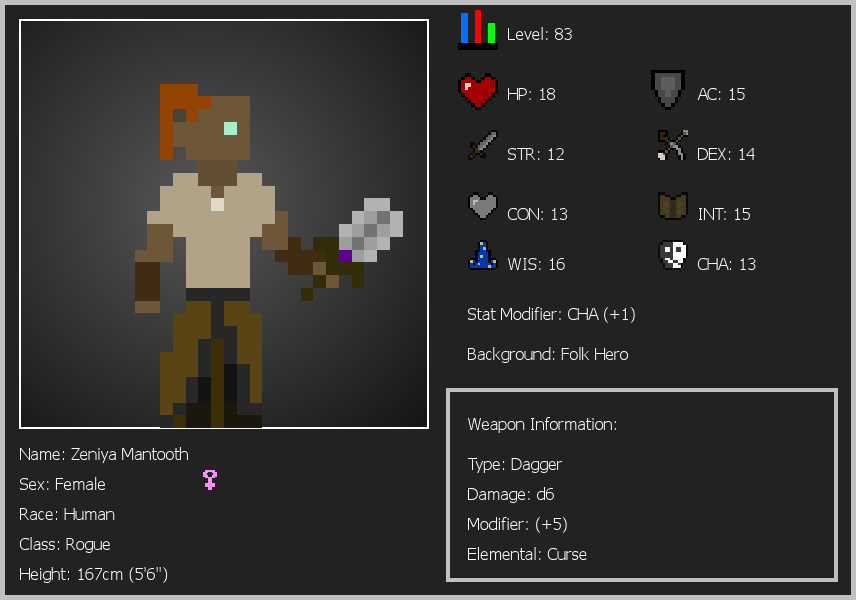 Level: 83
HP: 18
AC: 15
STR: 12
DEX: 14
CON: 13
INT: 15
WIS: 16
CHA: 13
Stat Modifier: CHA (+1)
Background: Folk Hero
Weapon Information:
Type: Dagger
Damage: d6
Modifier: (+5)
Elemental: Curse
Name: Zeniya Mantooth
Sex: Female
Race: Human
Class: Rogue
Height: 167cm (5'6")